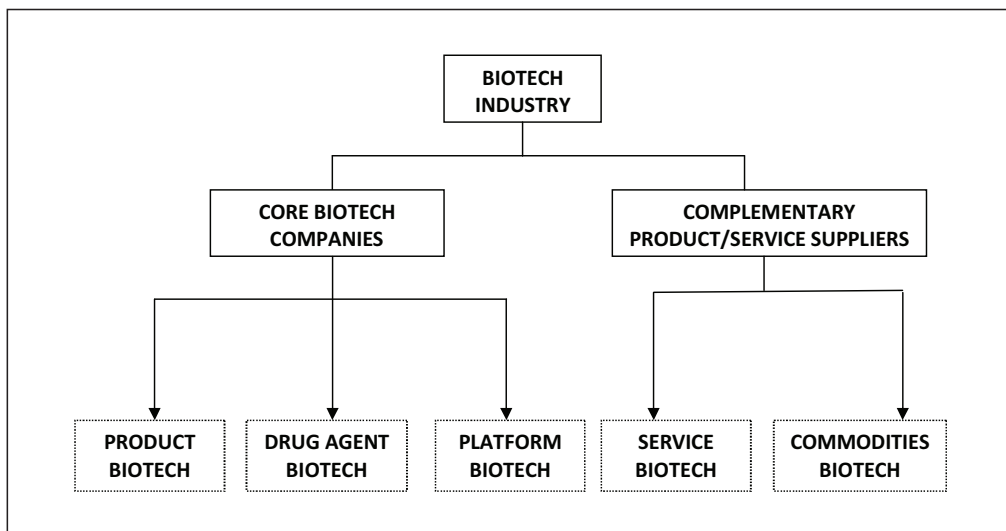 BIOTECH
INDUSTRY
CORE BIOTECH
COMPANIES
COMPLEMENTARY
PRODUCT/SERVICE SUPPLIERS
PRODUCT
BIOTECH
DRUG AGENT
BIOTECH
PLATFORM
BIOTECH
SERVICE
BIOTECH
COMMODITIES
BIOTECH